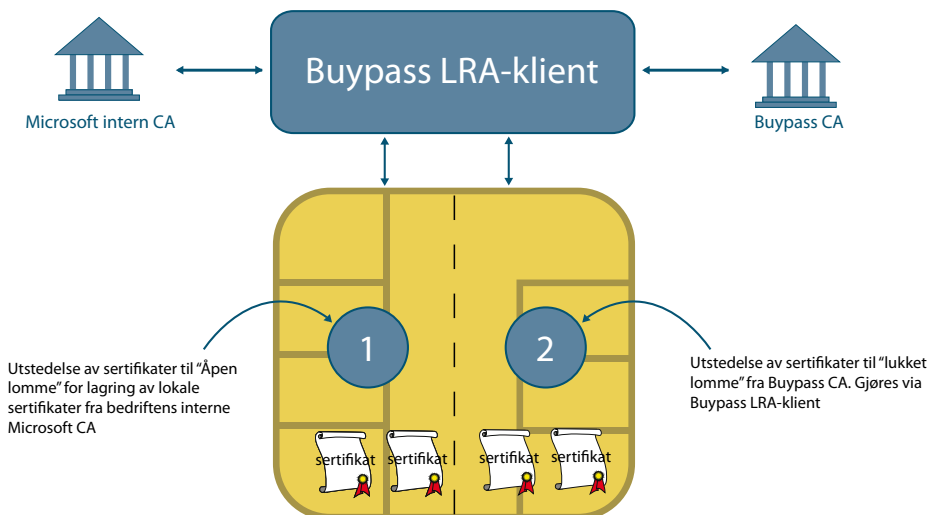 Buypass LRA-klient
Microsoft intern CA
Buypass CA
1
2
Utstedelse av sertifikater til “Åpen
lomme” for lagring av lokale
sertifikater fra bedriftens interne
Microsoft CA
Utstedelse av sertifikater til “lukket
lomme” fra Buypass CA. Gjøres via
Buypass LRA-klient
sertifikat
sertifikat
sertifikat
sertifikat